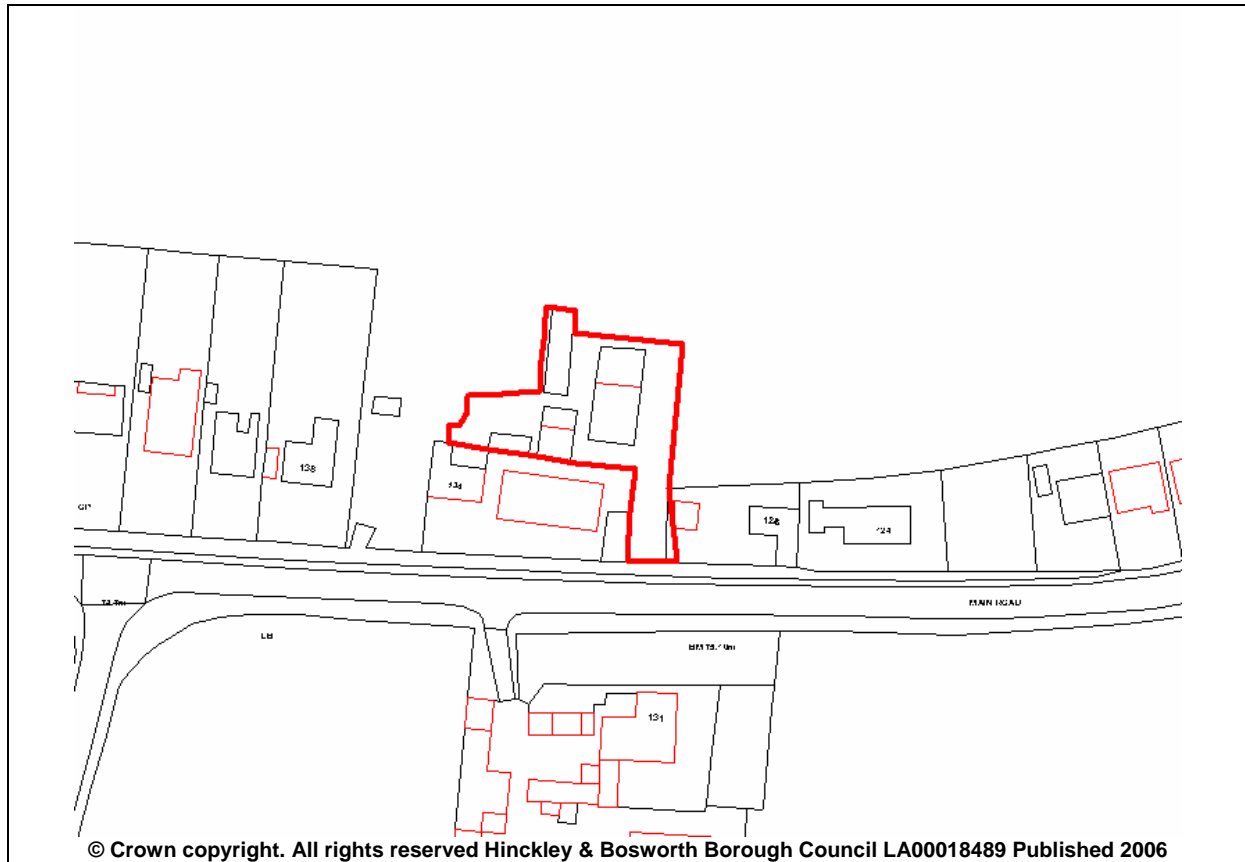 138
134
128
124
MAIN ROAD
LB
131
© Crown copyright. All rights reserved Hinckley & Bosworth Borough Council LA00018489 Published 2006